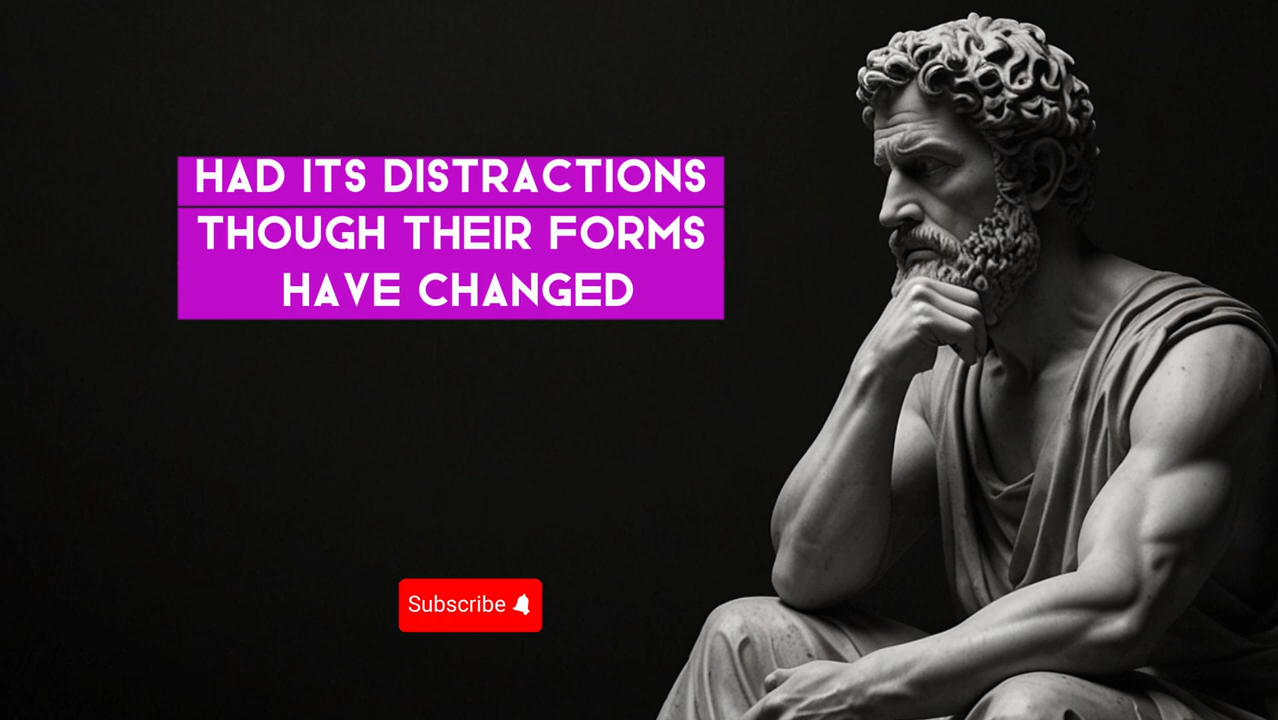 HAD ITS DISTRACTIONS
THOUGH THEIR FORMS
HAVE CHANGED
Subscribe